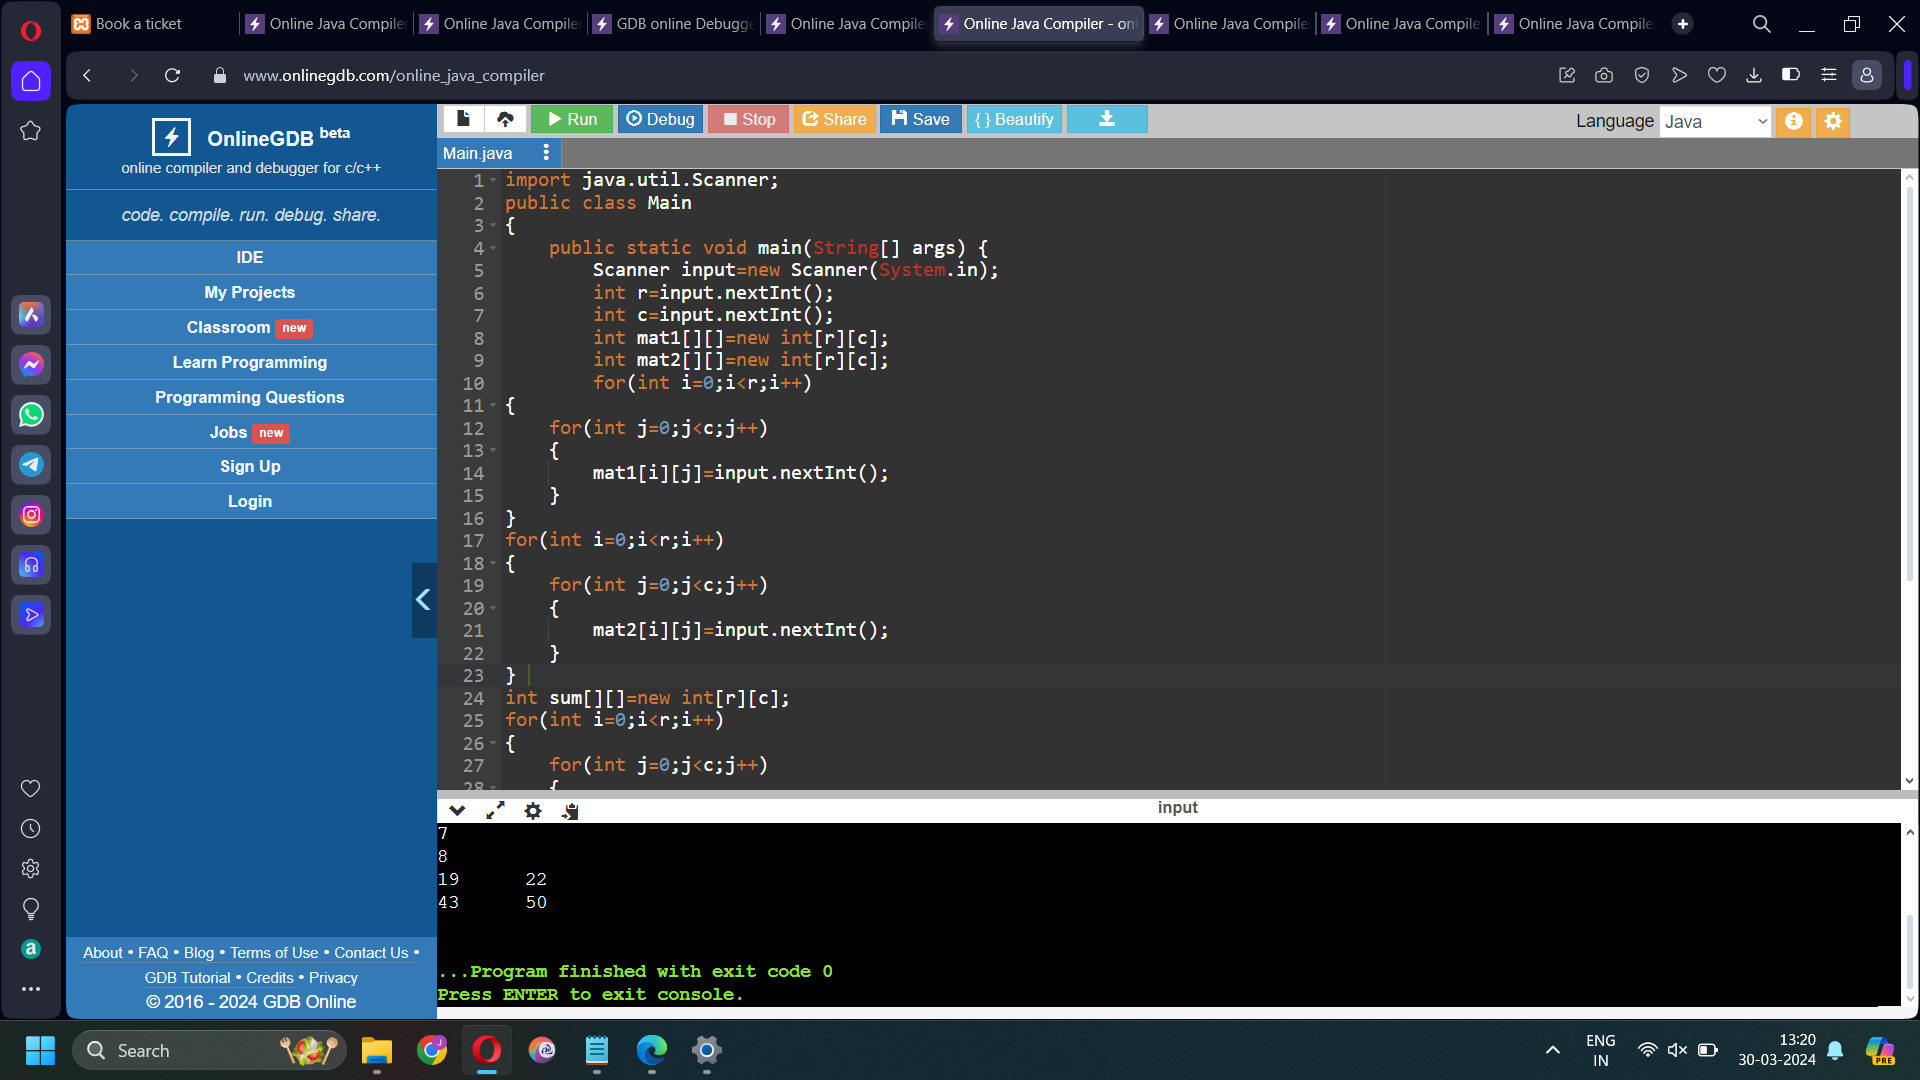 Book a ticket
Online Java Compiler
Online Java Compiler
GDB online Debugge
Online Java Compiler
Online Java Compiler - onl
Online Java Compile
Online Java Compile
Online Java Compile
www.onlinegdb.com/online_java_compiler
OnlineGDB beta
online compiler and debugger for c/c++
code. compile. run. debug. share.
IDE
My Projects
Classroom new
Learn Programming
Programming Questions
Jobs new
Sign Up
Login
About • FAQ • Blog • Terms of Use • Contact Us •
GDB Tutorial • Credits • Privacy
© 2016 - 2024 GDB Online
Run Debug Stop Share Save { } Beautify
Language Java
Main.java
1 import java.util.Scanner;
2 public class Main
3 {
4     public static void main(String[] args) {
5         Scanner input=new Scanner(System.in);
6         int r=input.nextInt();
7         int c=input.nextInt();
8         int mat1[][]=new int[r][c];
9         int mat2[][]=new int[r][c];
10         for(int i=0;i<r;i++)
11 {
12     for(int j=0;j<c;j++)
13     {
14         mat1[i][j]=input.nextInt();
15     }
16 }
17 for(int i=0;i<r;i++)
18 {
19     for(int j=0;j<c;j++)
20     {
21         mat2[i][j]=input.nextInt();
22     }
23 }
24 int sum[][]=new int[r][c];
25 for(int i=0;i<r;i++)
26 {
27     for(int j=0;j<c;j++)
28     {
input
7
8
19 22
43 50
...Program finished with exit code 0
Press ENTER to exit console.
Search
ENG
IN
13:20
30-03-2024
PRE